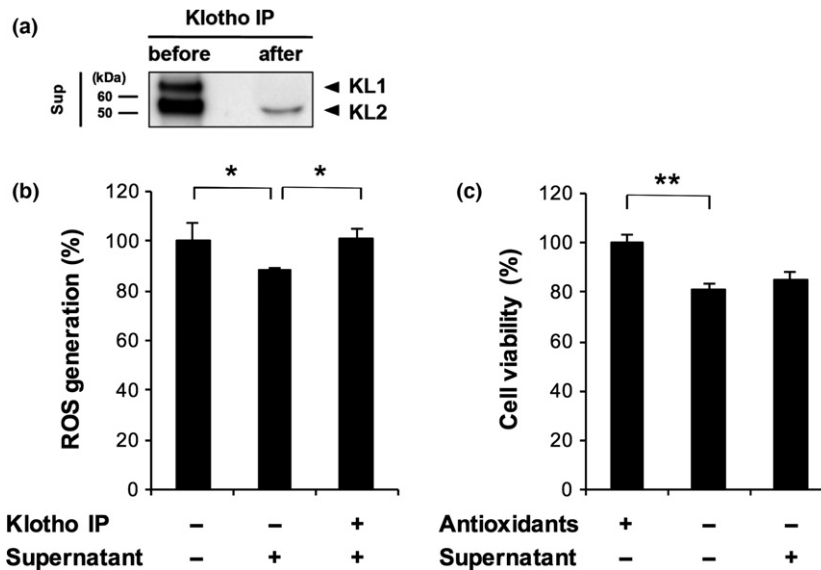 (a)
Klotho IP
before after
Sup
(kDa)
60
50
KL1
KL2
(b)
ROS generation (%)
120
100
80
60
40
20
0
* *
Klotho IP − − +
Supernatant − + +
(c)
Cell viability (%)
120
100
80
60
40
20
0
**
Antioxidants + − −
Supernatant − − +